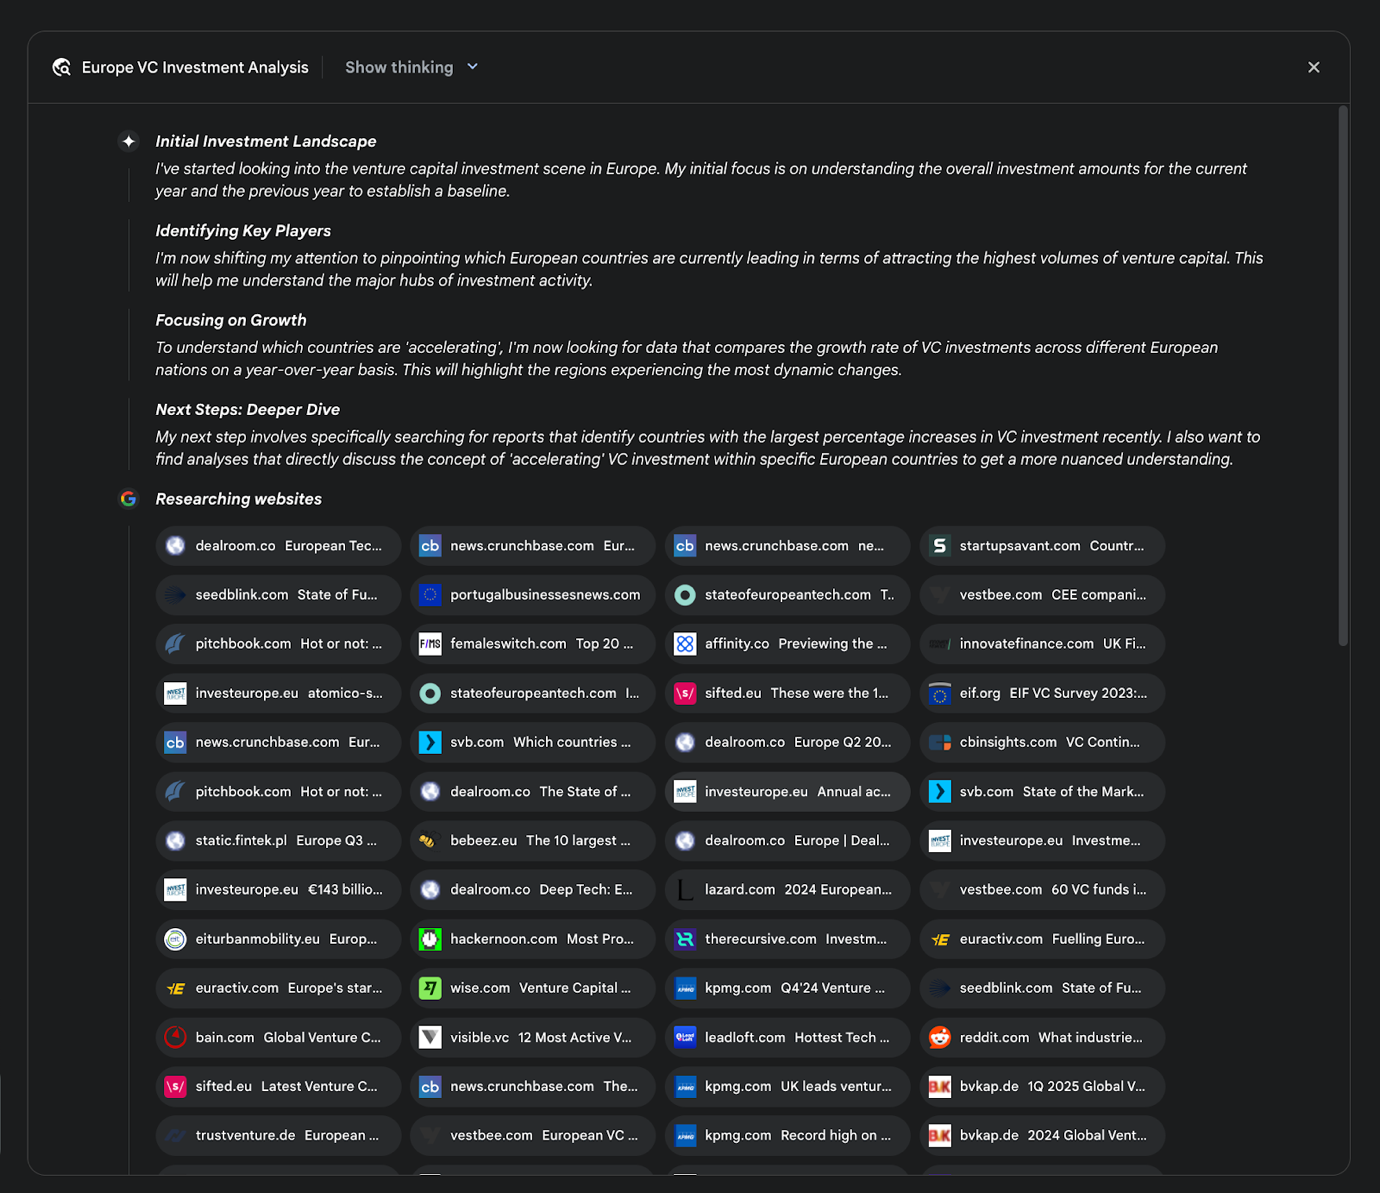 Europe VC Investment Analysis
Show thinking
Initial Investment Landscape
I've started looking into the venture capital investment scene in Europe. My initial focus is on understanding the overall investment amounts for the current
year and the previous year to establish a baseline.
Identifying Key Players
I'm now shifting my attention to pinpointing which European countries are currently leading in terms of attracting the highest volumes of venture capital. This
will help me understand the major hubs of investment activity.
Focusing on Growth
To understand which countries are 'accelerating', I'm now looking for data that compares the growth rate of VC investments across different European
nations on a year-over-year basis. This will highlight the regions experiencing the most dynamic changes.
Next Steps: Deeper Dive
My next step involves specifically searching for reports that identify countries with the largest percentage increases in VC investment recently. I also want to
find analyses that directly discuss the concept of 'accelerating' VC investment within specific European countries to get a more nuanced understanding.
Researching websites
dealroom.co European Tec...
cb news.crunchbase.com Eur...
cb news.crunchbase.com ne...
S startupsavant.com Countr...
seedblink.com State of Fu...
portugalbusinessesnews.com
stateofeuropeantech.com T..
vestbee.com CEE compani...
pitchbook.com Hot or not: ...
F/MS femaleswitch.com Top 20 ...
affinity.co Previewing the ...
innovatefinance.com UK Fi...
INVEST EUROPE investeurope.eu atomico-s...
stateofeuropeantech.com I...
\s/ sifted.eu These were the 1...
eif.org EIF VC Survey 2023:...
cb news.crunchbase.com Eur...
svb.com Which countries ...
dealroom.co Europe Q2 20...
cbinsights.com VC Contin...
pitchbook.com Hot or not: ...
dealroom.co The State of ...
INVEST EUROPE investeurope.eu Annual ac...
svb.com State of the Mark...
static.fintek.pl Europe Q3 ...
bebeez.eu The 10 largest ...
dealroom.co Europe | Deal...
INVEST EUROPE investeurope.eu Investme...
INVEST EUROPE investeurope.eu €143 billio...
dealroom.co Deep Tech: E...
L lazard.com 2024 European...
vestbee.com 60 VC funds i...
eiturbanmobility.eu Europ...
hackernoon.com Most Pro...
therecursive.com Investm...
euractiv.com Fuelling Euro...
euractiv.com Europe's star...
wise.com Venture Capital ...
KPMG kpmg.com Q4'24 Venture ...
seedblink.com State of Fu...
bain.com Global Venture C...
visible.vc 12 Most Active V...
leadloft.com Hottest Tech ...
reddit.com What industrie...
\s/ sifted.eu Latest Venture C...
cb news.crunchbase.com The...
KPMG kpmg.com UK leads ventur...
BVK bvkap.de 1Q 2025 Global V...
trustventure.de European ...
vestbee.com European VC ...
KPMG kpmg.com Record high on ...
BVK bvkap.de 2024 Global Vent...